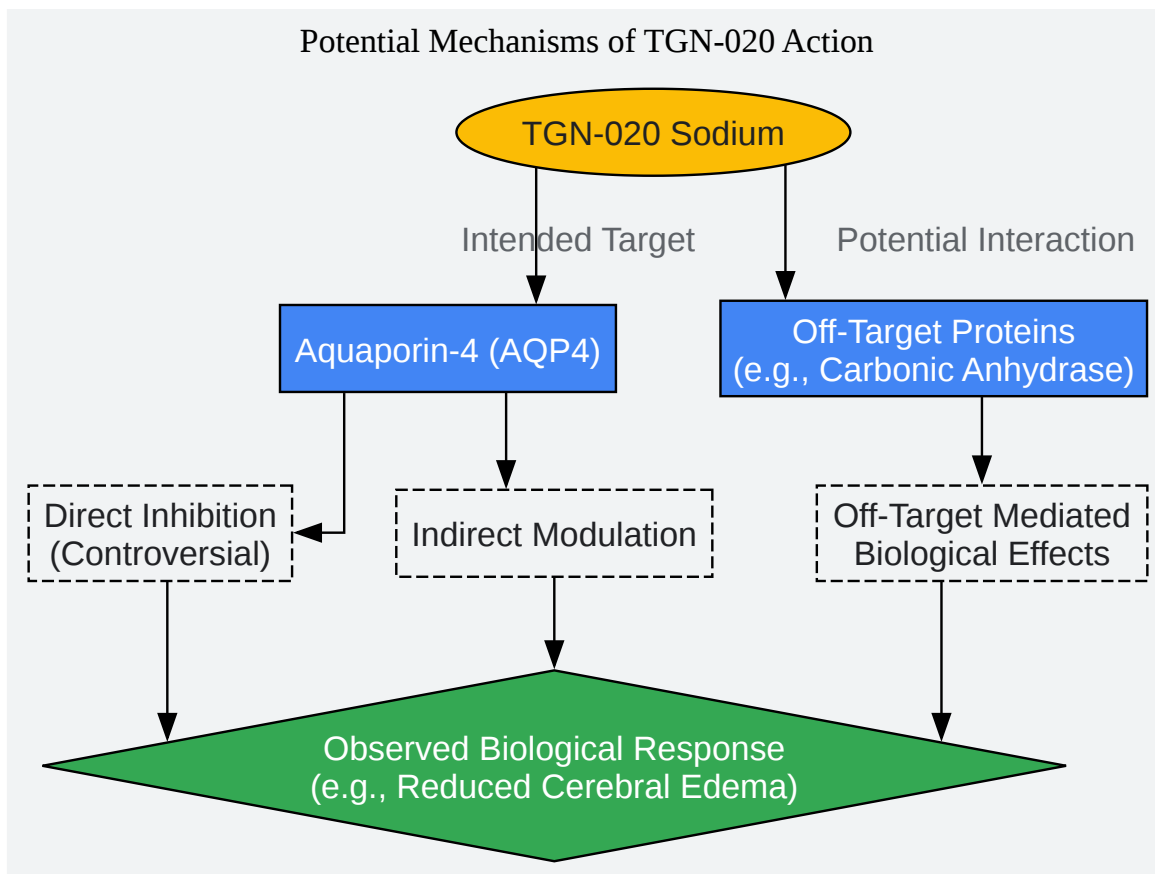 Potential Mechanisms of TGN-020 Action
TGN-020 Sodium
Intended Target
Potential Interaction
Aquaporin-4 (AQP4)
Off-Target Proteins
(e.g., Carbonic Anhydrase)
Direct Inhibition
(Controversial)
Indirect Modulation
Off-Target Mediated
Biological Effects
Observed Biological Response
(e.g., Reduced Cerebral Edema)